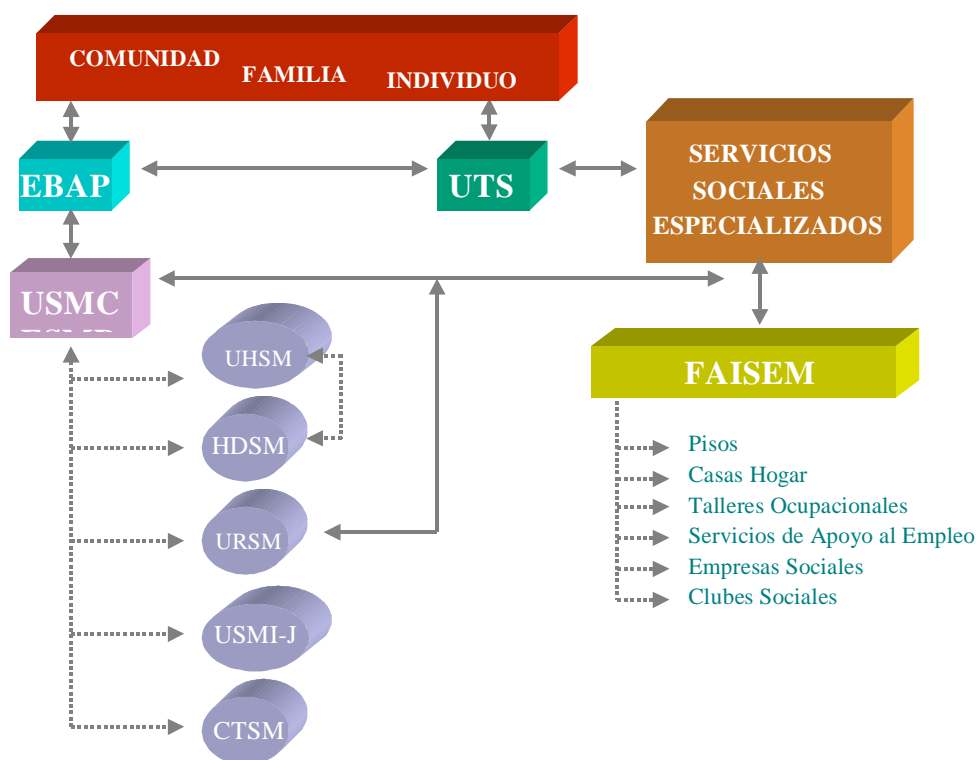 COMUNIDAD
FAMILIA
INDIVIDUO
EBAP
UTS
SERVICIOS
SOCIALES
ESPECIALIZADOS
USMC
UHSM
HDSM
URSM
USMI-J
CTSM
FAISEM
Pisos
Casas Hogar
Talleres Ocupacionales
Servicios de Apoyo al Empleo
Empresas Sociales
Clubes Sociales